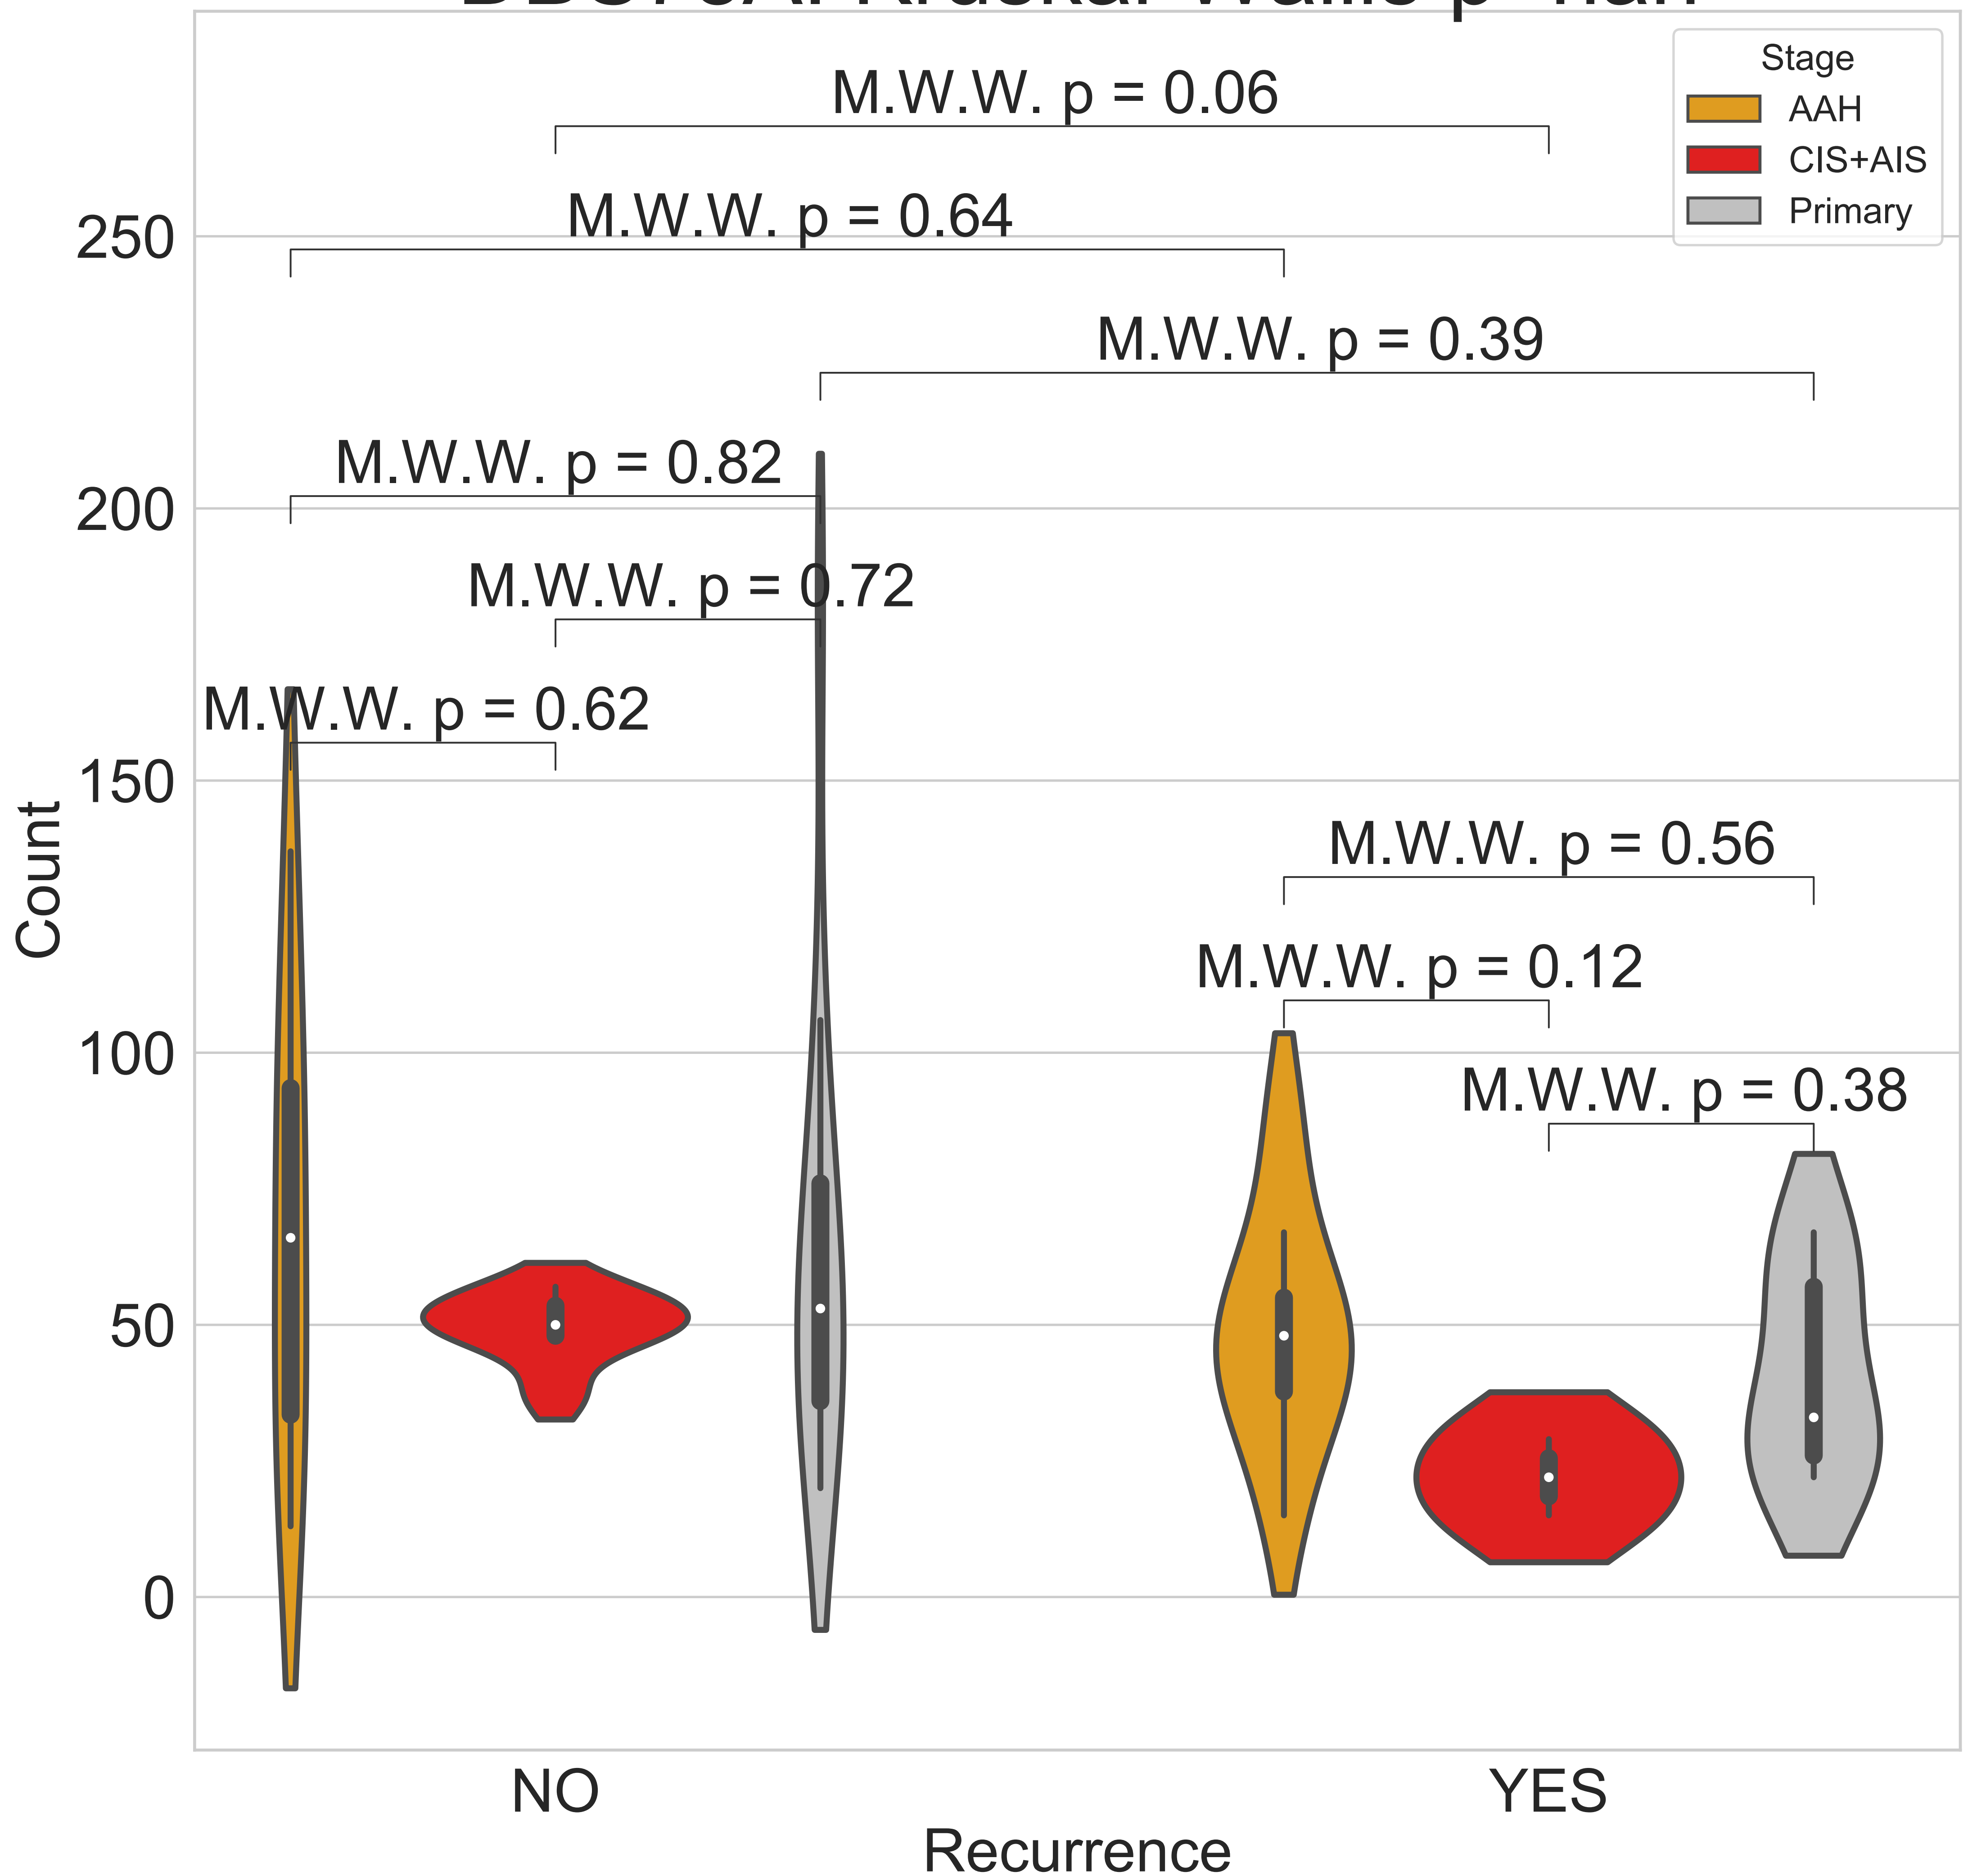 Stage
AAH
CIS+AIS
Primary
M.W.W. p = 0.06
M.W.W. p = 0.64
M.W.W. p = 0.39
M.W.W. p = 0.82
M.W.W. p = 0.72
M.W.W. p = 0.62
M.W.W. p = 0.56
M.W.W. p = 0.12
M.W.W. p = 0.38
250
200
150
100
50
0
Count
NO
YES
Recurrence